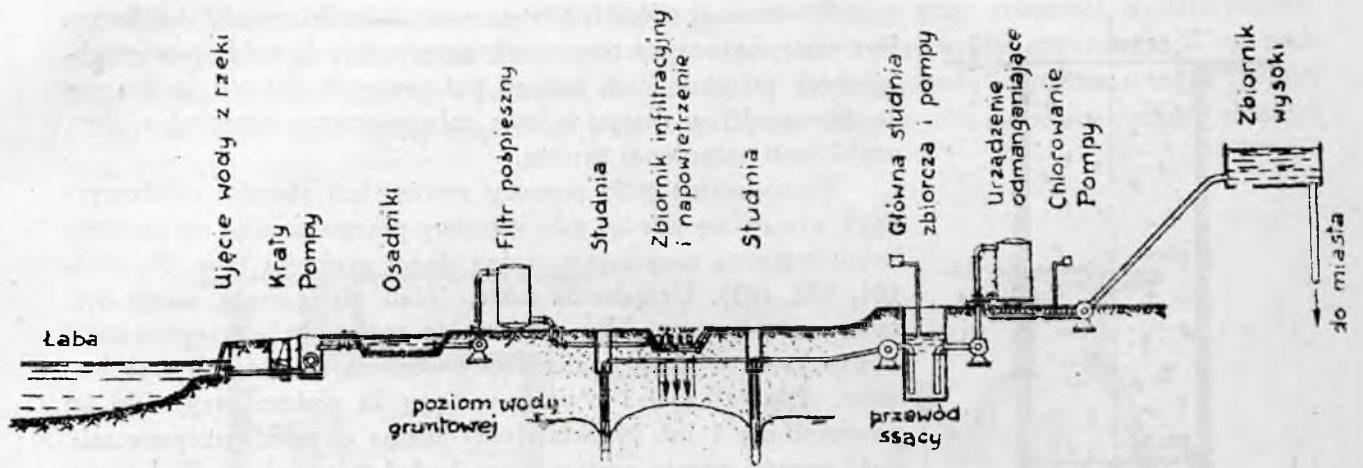 Łaba
Ujęcie wody z rzeki
Kraty
Pompy
Osadniki
Filtr pospieszny
Studnia
Zbiornik infiltracyjny
i napowietrzenie
Studnia
Główna studnia
zbiorcza i pompy
Urządzenie
odmanganiające
Chlorowanie
Pompy
Zbiornik
wysoki
do miasta
poziom wody
gruntowej
przewód
ssący